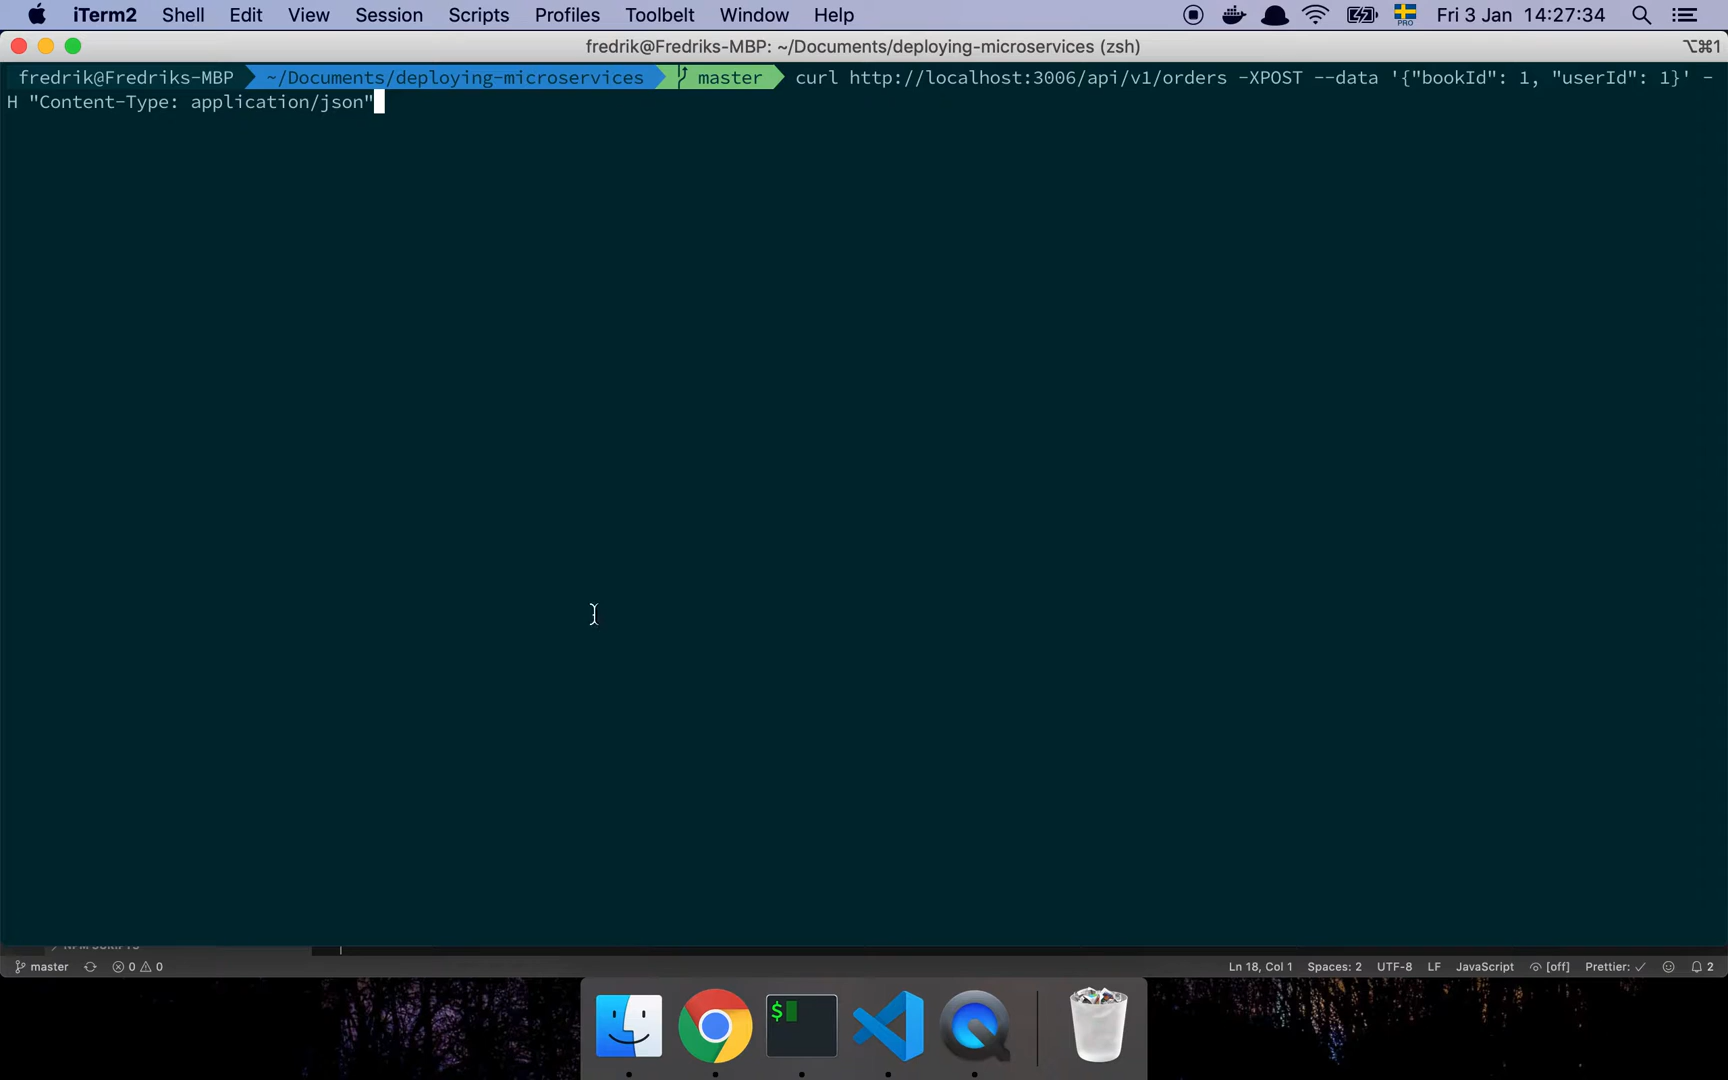 iTerm2 Shell Edit View Session Scripts Profiles Toolbelt Window Help PRO Fri 3 Jan 14:27:34
fredrik@Fredriks-MBP: ~/Documents/deploying-microservices (zsh) ⌥⌘1
fredrik@Fredriks-MBP ~/Documents/deploying-microservices master curl http://localhost:3006/api/v1/orders -XPOST --data '{"bookId": 1, "userId": 1}' -
H "Content-Type: application/json"
master 0 0 Ln 18, Col 1 Spaces: 2 UTF-8 LF JavaScript [off] Prettier: ✓ 2
$